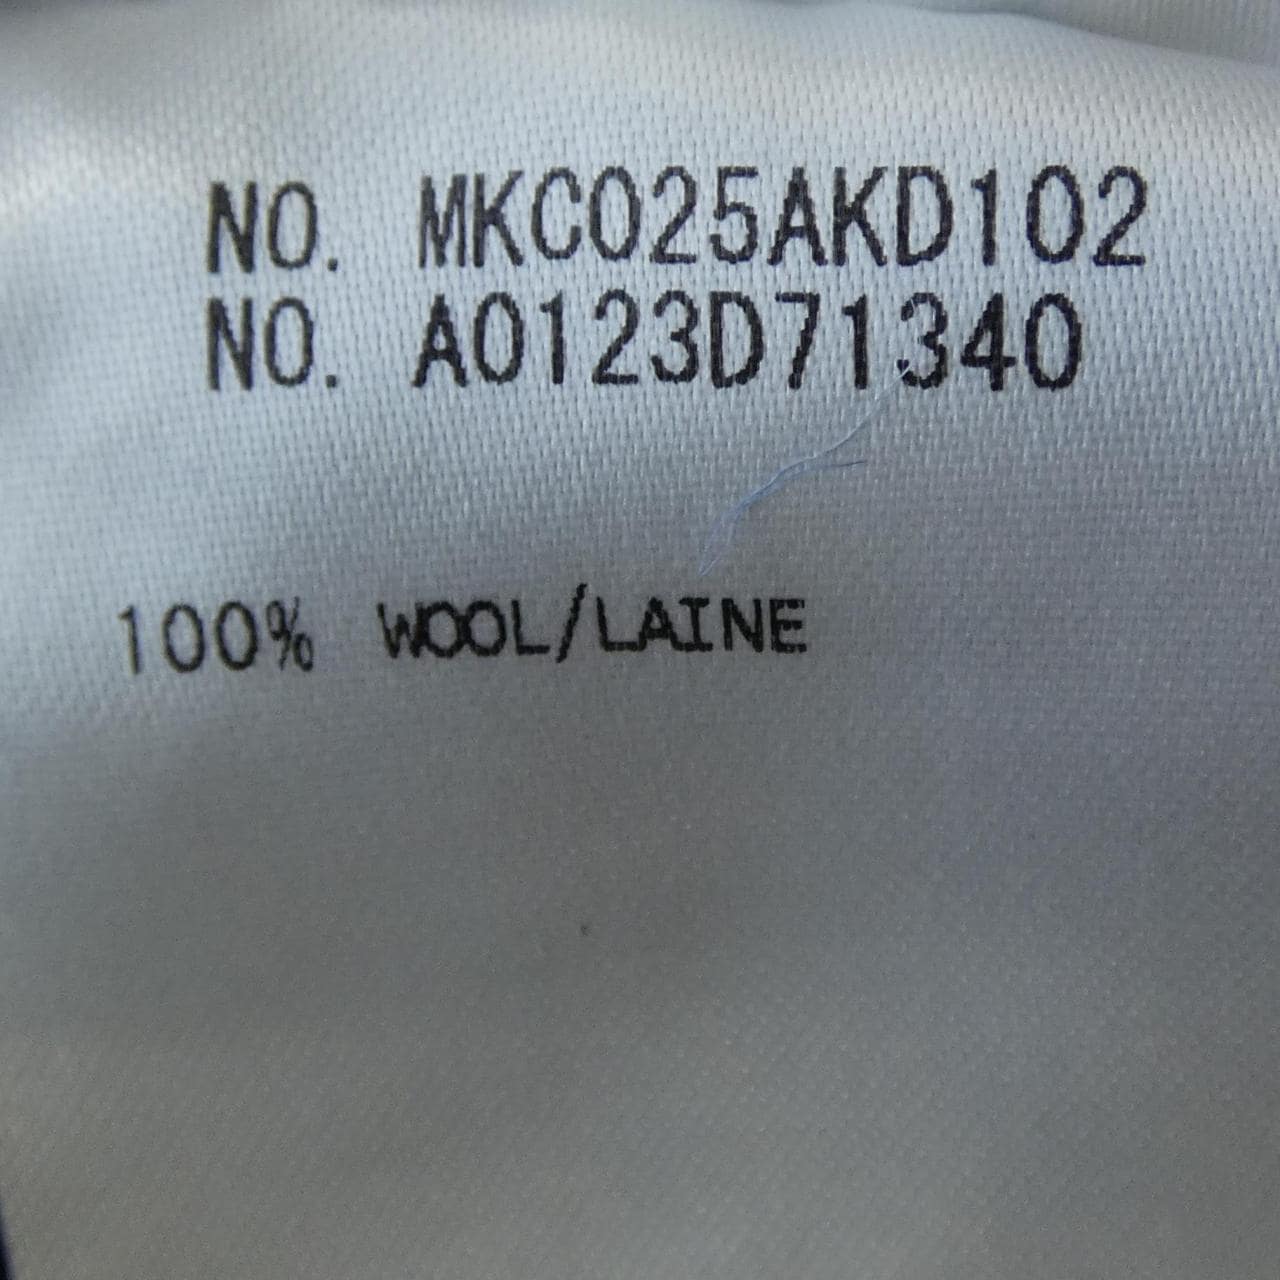 NO. MKC025AKD102
NO. A0123D71340
100% WOOL/LAINE